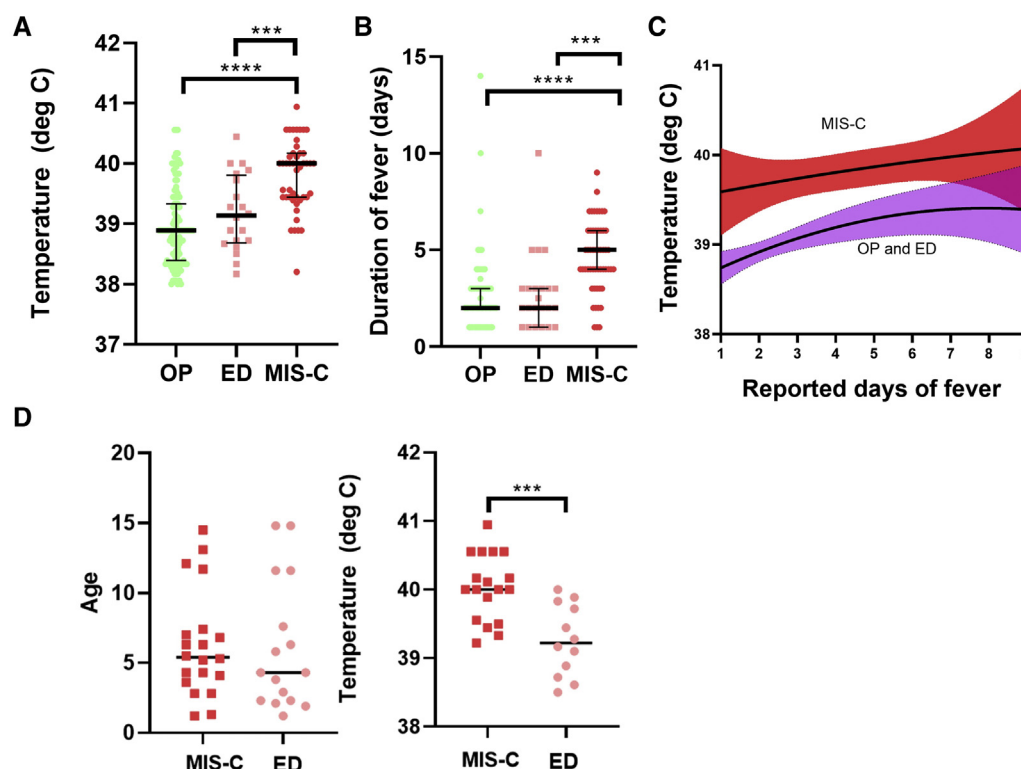 A
Temperature (deg C)
42
41
40
39
38
37
***
****
OP ED MIS-C
B
Duration of fever (days)
15
10
5
0
***
****
OP ED MIS-C
C
Temperature (deg C)
41
40
39
38
MIS-C
OP and ED
1 2 3 4 5 6 7 8
Reported days of fever
D
Age
20
15
10
5
0
MIS-C ED
Temperature (deg C)
42
41
40
39
38
***
MIS-C ED